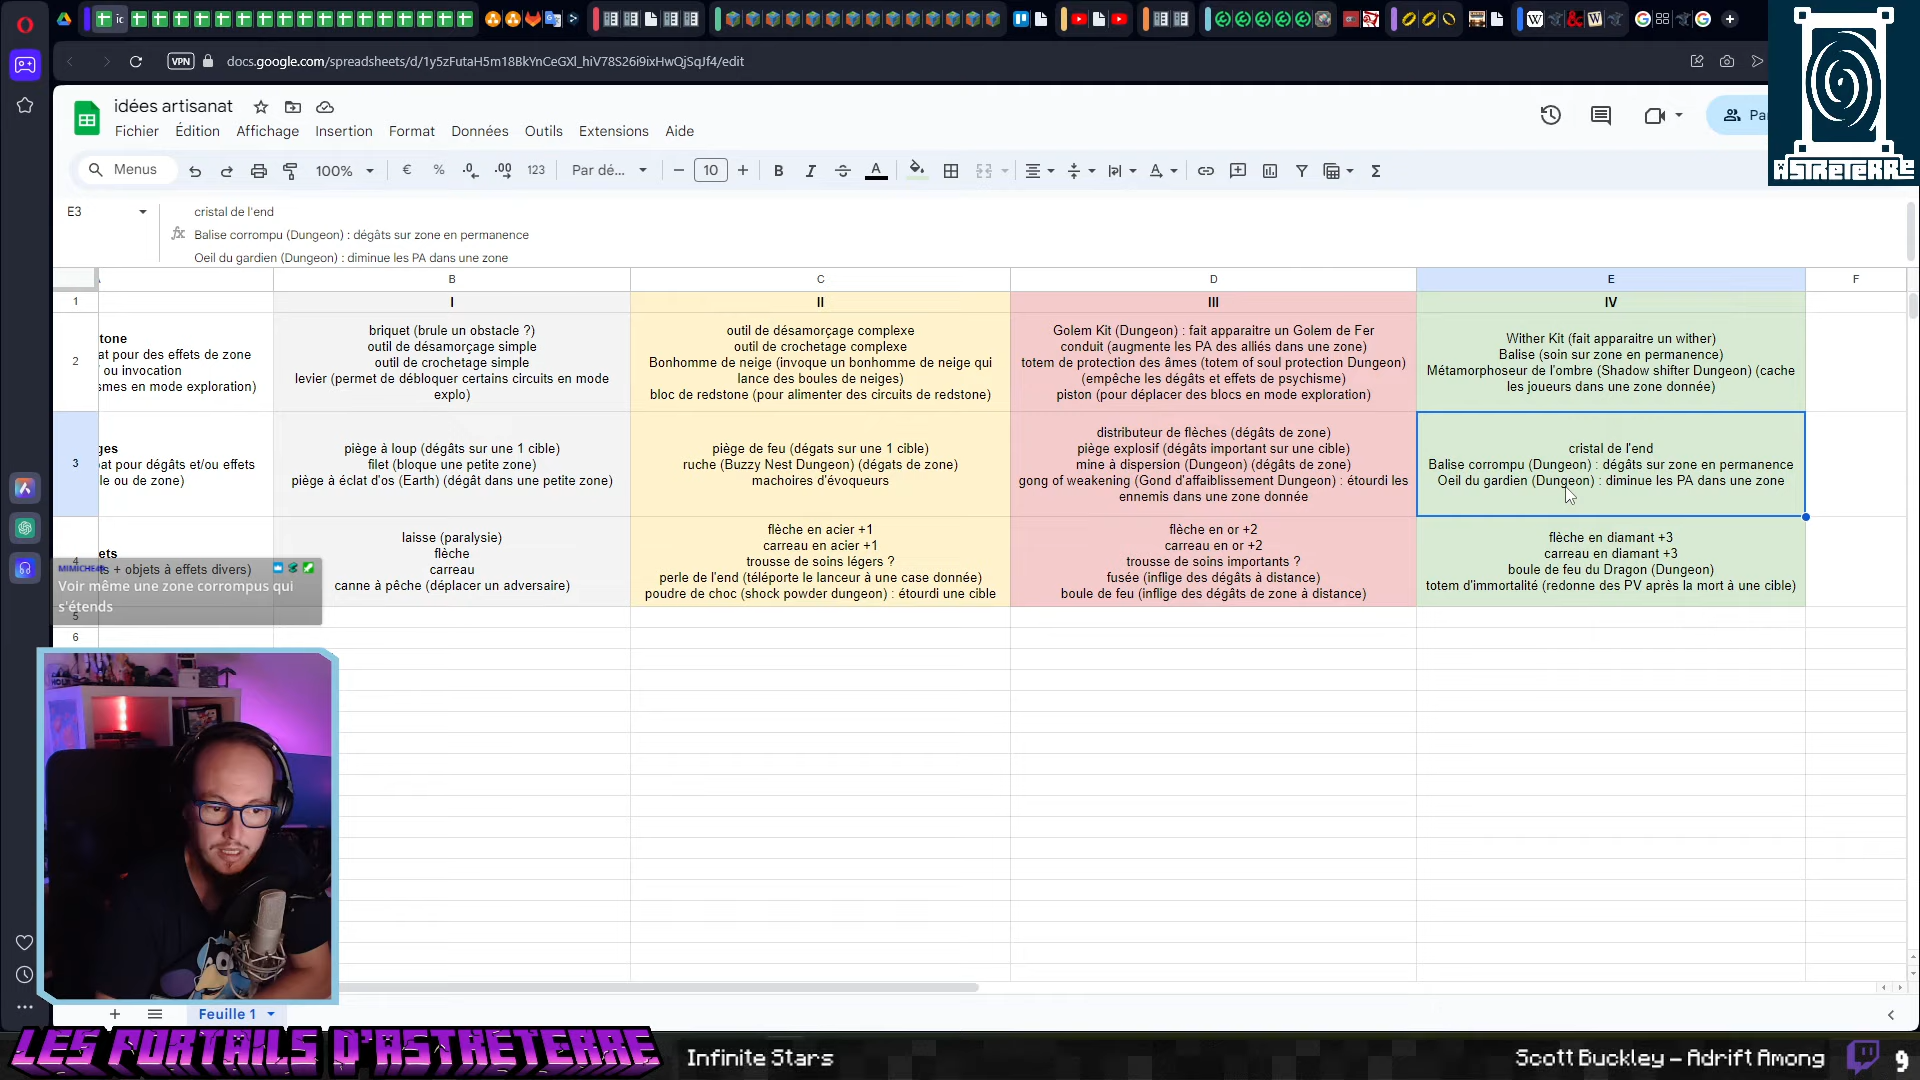 ic
VPN
docs.google.com/spreadsheets/d/1y5zFutaH5m18BkYnCeGXl_hiV78S26i9ixHwQjSqJf4/edit
ASTRETERRE
idées artisanat
Fichier Édition Affichage Insertion Format Données Outils Extensions Aide
Pa
Menus
100%
€ % .0 .00 123
Par dé...
10
E3
cristal de l'end
Balise corrompu (Dungeon) : dégâts sur zone en permanence
Oeil du gardien (Dungeon) : diminue les PA dans une zone
B C D E F
1 I II III IV
2
tone
at pour des effets de zone
ou invocation
smes en mode exploration)
briquet (brule un obstacle ?)
outil de désamorçage simple
outil de crochetage simple
levier (permet de débloquer certains circuits en mode
explo)
outil de désamorçage complexe
outil de crochetage complexe
Bonhomme de neige (invoque un bonhomme de neige qui
lance des boules de neiges)
bloc de redstone (pour alimenter des circuits de redstone)
Golem Kit (Dungeon) : fait apparaitre un Golem de Fer
conduit (augmente les PA des alliés dans une zone)
totem de protection des âmes (totem of soul protection Dungeon)
(empêche les dégâts et effets de psychisme)
piston (pour déplacer des blocs en mode exploration)
Wither Kit (fait apparaitre un wither)
Balise (soin sur zone en permanence)
Métamorphoseur de l'ombre (Shadow shifter Dungeon) (cache
les joueurs dans une zone donnée)
3
ges
at pour dégâts et/ou effets
le ou de zone)
piège à loup (dégâts sur une 1 cible)
filet (bloque une petite zone)
piège à éclat d'os (Earth) (dégât dans une petite zone)
piège de feu (dégats sur une 1 cible)
ruche (Buzzy Nest Dungeon) (dégats de zone)
machoires d'évoqueurs
distributeur de flèches (dégâts de zone)
piège explosif (dégâts important sur une cible)
mine à dispersion (Dungeon) (dégâts de zone)
gong of weakening (Gond d'affaiblissement Dungeon) : étourdi les
ennemis dans une zone donnée
cristal de l'end
Balise corrompu (Dungeon) : dégâts sur zone en permanence
Oeil du gardien (Dungeon) : diminue les PA dans une zone
4
ets
ts + objets à effets divers)
laisse (paralysie)
flèche
carreau
canne à pêche (déplacer un adversaire)
flèche en acier +1
carreau en acier +1
trousse de soins légers ?
perle de l'end (téléporte le lanceur à une case donnée)
poudre de choc (shock powder dungeon) : étourdi une cible
flèche en or +2
carreau en or +2
trousse de soins importants ?
fusée (inflige des dégâts à distance)
boule de feu (inflige des dégâts de zone à distance)
flèche en diamant +3
carreau en diamant +3
boule de feu du Dragon (Dungeon)
totem d'immortalité (redonne des PV après la mort à une cible)
Voir même une zone corrompus qui
s'étends
5
6
Feuille 1
LES PORTAILS D'ASTRETERRE
Infinite Stars
Scott Buckley – Adrift Among
9